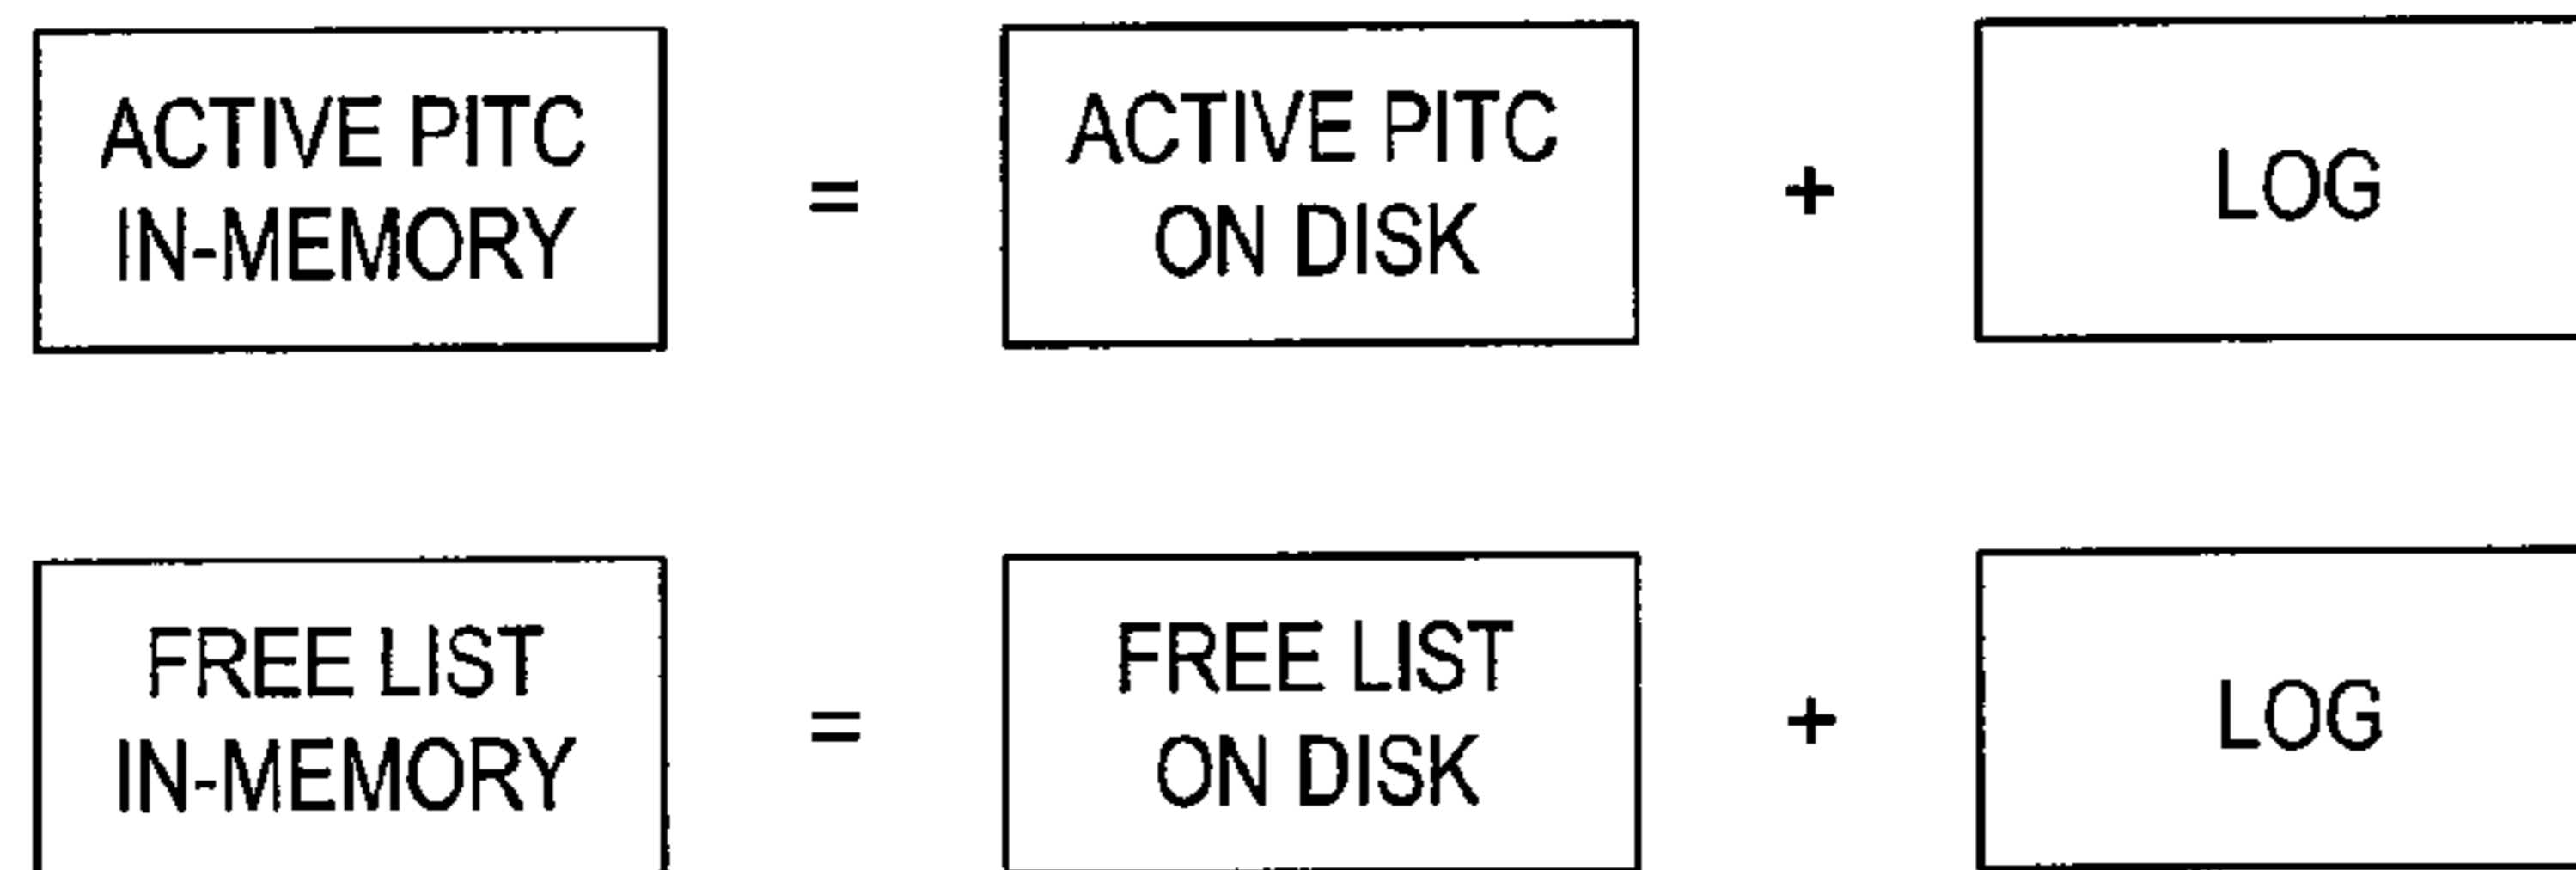 ACTIVE PITC
IN-MEMORY
=
ACTIVE PITC
ON DISK
+
LOG
FREE LIST
IN-MEMORY
=
FREE LIST
ON DISK
+
LOG